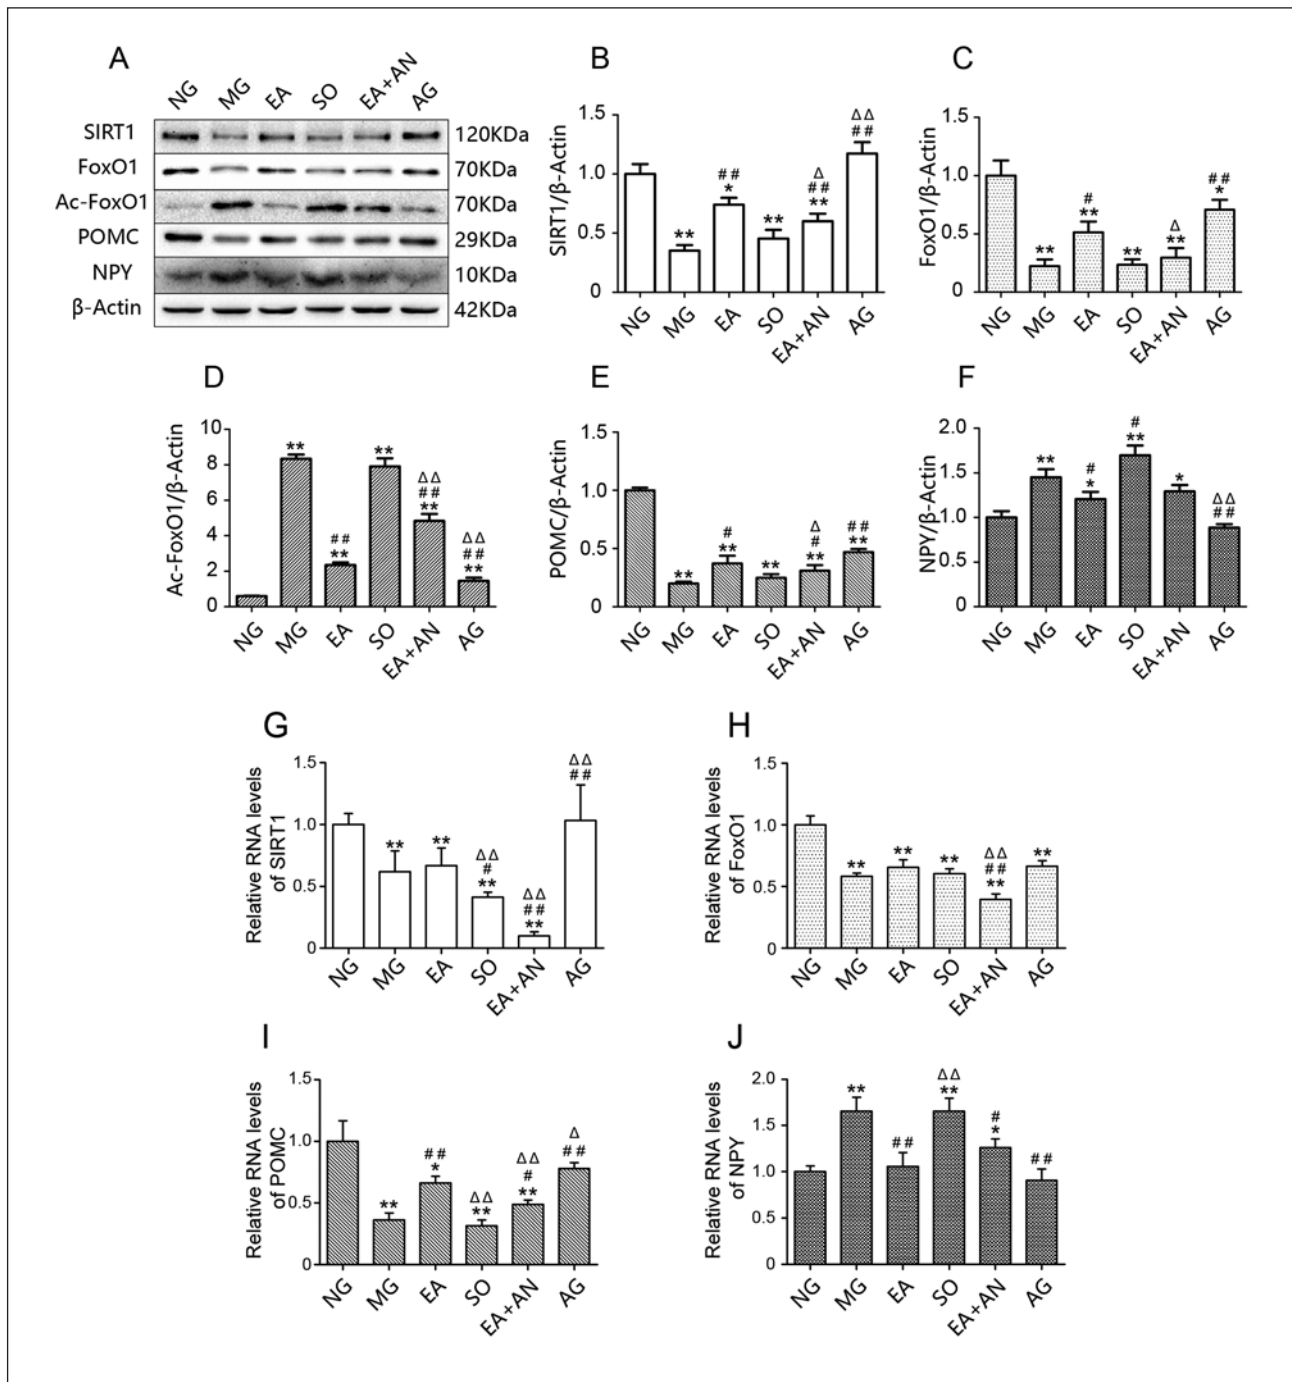 A
NG MG EA SO EA+AN AG
SIRT1 120KDa
FoxO1 70KDa
Ac-FoxO1 70KDa
POMC 29KDa
NPY 10KDa
β-Actin 42KDa
B
SIRT1/β-Actin
1.5
1.0
0.5
0
**
##
*
**
Δ
##
**
ΔΔ
##
NG MG EA SO EA+AN AG
C
FoxO1/β-Actin
1.5
1.0
0.5
0
**
#
**
**
Δ
**
##
*
NG MG EA SO EA+AN AG
D
Ac-FoxO1/β-Actin
10
8
6
4
2
0
**
##
**
**
ΔΔ
##
**
ΔΔ
##
**
NG MG EA SO EA+AN AG
E
POMC/β-Actin
1.5
1.0
0.5
0
**
#
**
**
Δ
#
**
##
**
NG MG EA SO EA+AN AG
F
NPY/β-Actin
2.0
1.5
1.0
0.5
0
**
#
*
#
**
*
ΔΔ
##
NG MG EA SO EA+AN AG
G
Relative RNA levels
of SIRT1
1.5
1.0
0.5
0
**
**
ΔΔ
#
**
ΔΔ
##
**
ΔΔ
##
NG MG EA SO EA+AN AG
H
Relative RNA levels
of FoxO1
1.5
1.0
0.5
0
**
**
**
ΔΔ
##
**
**
NG MG EA SO EA+AN AG
I
Relative RNA levels
of POMC
1.5
1.0
0.5
0
**
##
*
ΔΔ
**
ΔΔ
#
**
Δ
##
NG MG EA SO EA+AN AG
J
Relative RNA levels
of NPY
2.0
1.5
1.0
0.5
0
**
##
ΔΔ
**
#
*
##
NG MG EA SO EA+AN AG